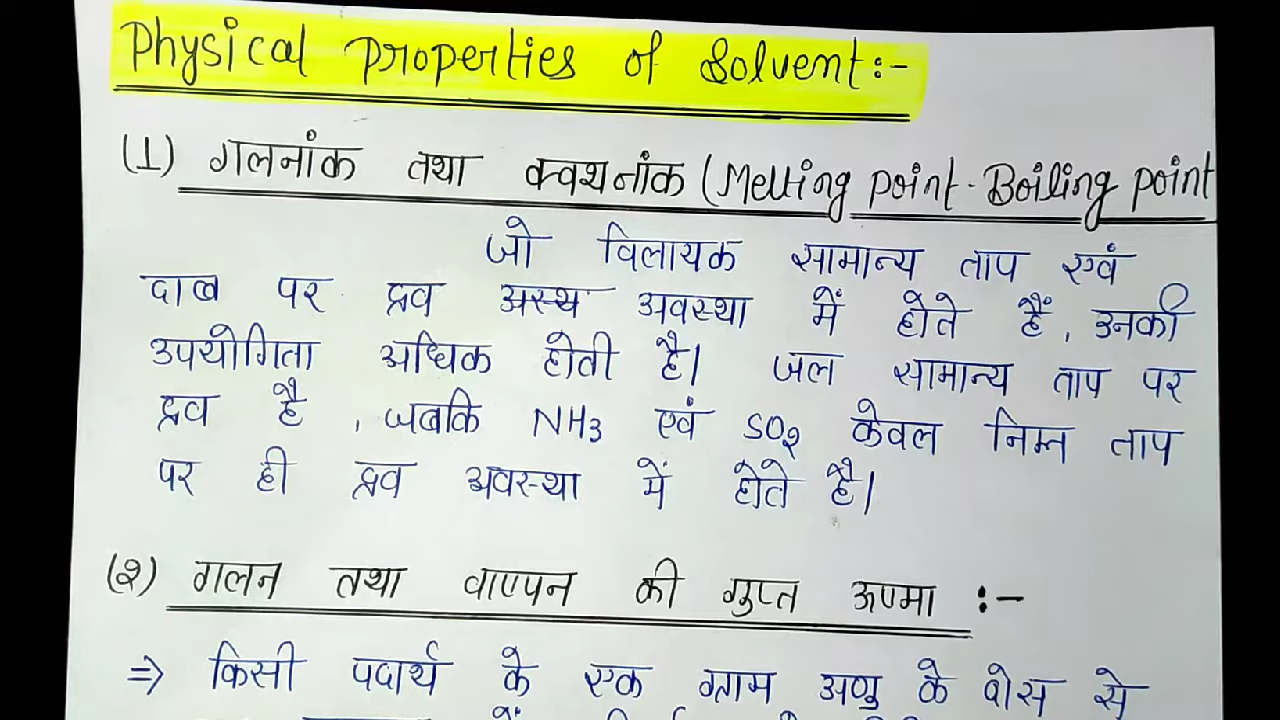 Physical Properties of Solvent:-
(1) गलनांक तथा क्वथनांक (Melting point - Boiling point
जो विलायक सामान्य ताप एवं
दाब पर द्रव अस्थ अवस्था में होते हैं, उनकी
उपयोगिता अधिक होती है। जल सामान्य ताप पर
द्रव है, जबकि NH3 एवं SO2 केवल निम्न ताप
पर ही द्रव अवस्था में होते है।
(2) गलन तथा वाष्पन की गुप्त ऊष्मा :-
⇒ किसी पदार्थ के एक ग्राम अणु के ठोस से